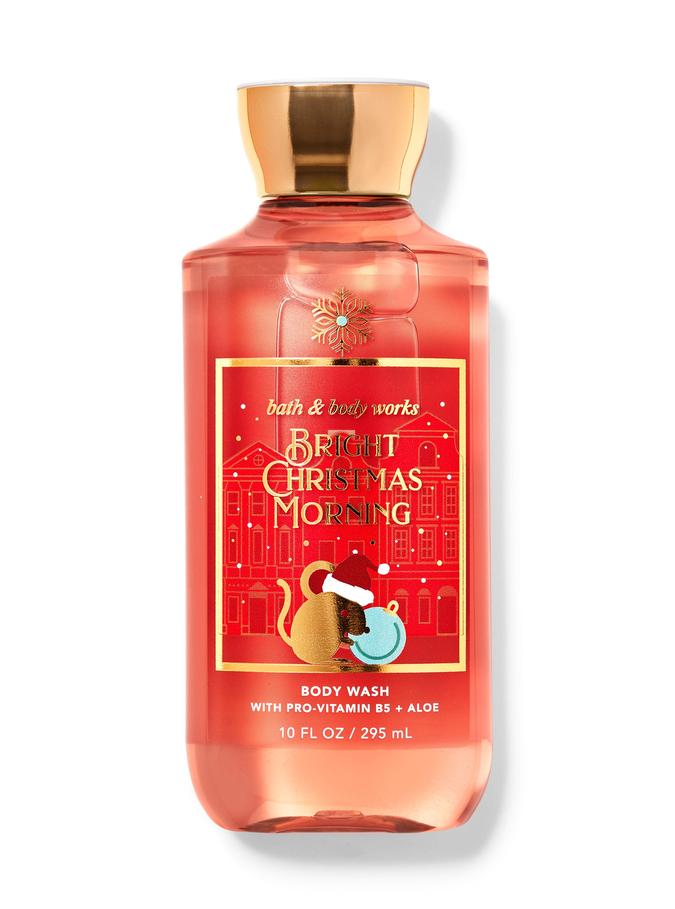 bath & body works
BRIGHT
CHRISTMAS
MORNING
BODY WASH
WITH PRO-VITAMIN B5 + ALOE
10 FL OZ / 295 mL